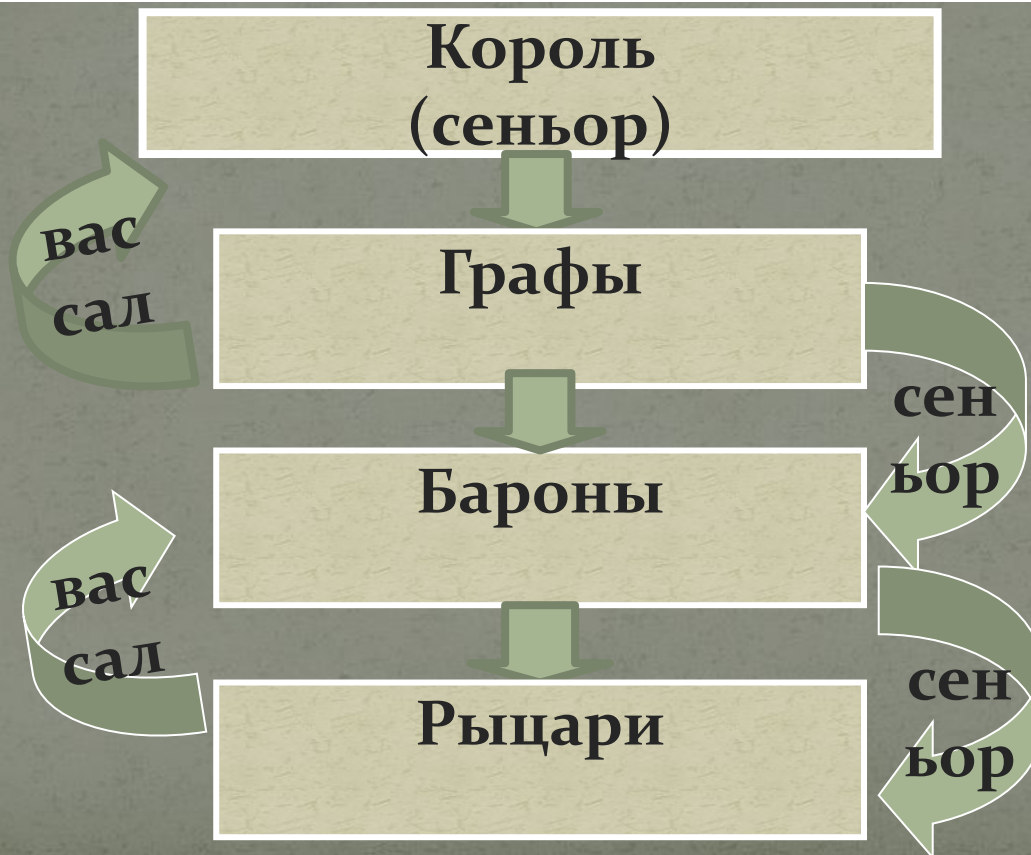 Король
(сеньор)
вас
сал
Графы
сен
ьор
Бароны
вас
сал
Рыцари
сен
ьор